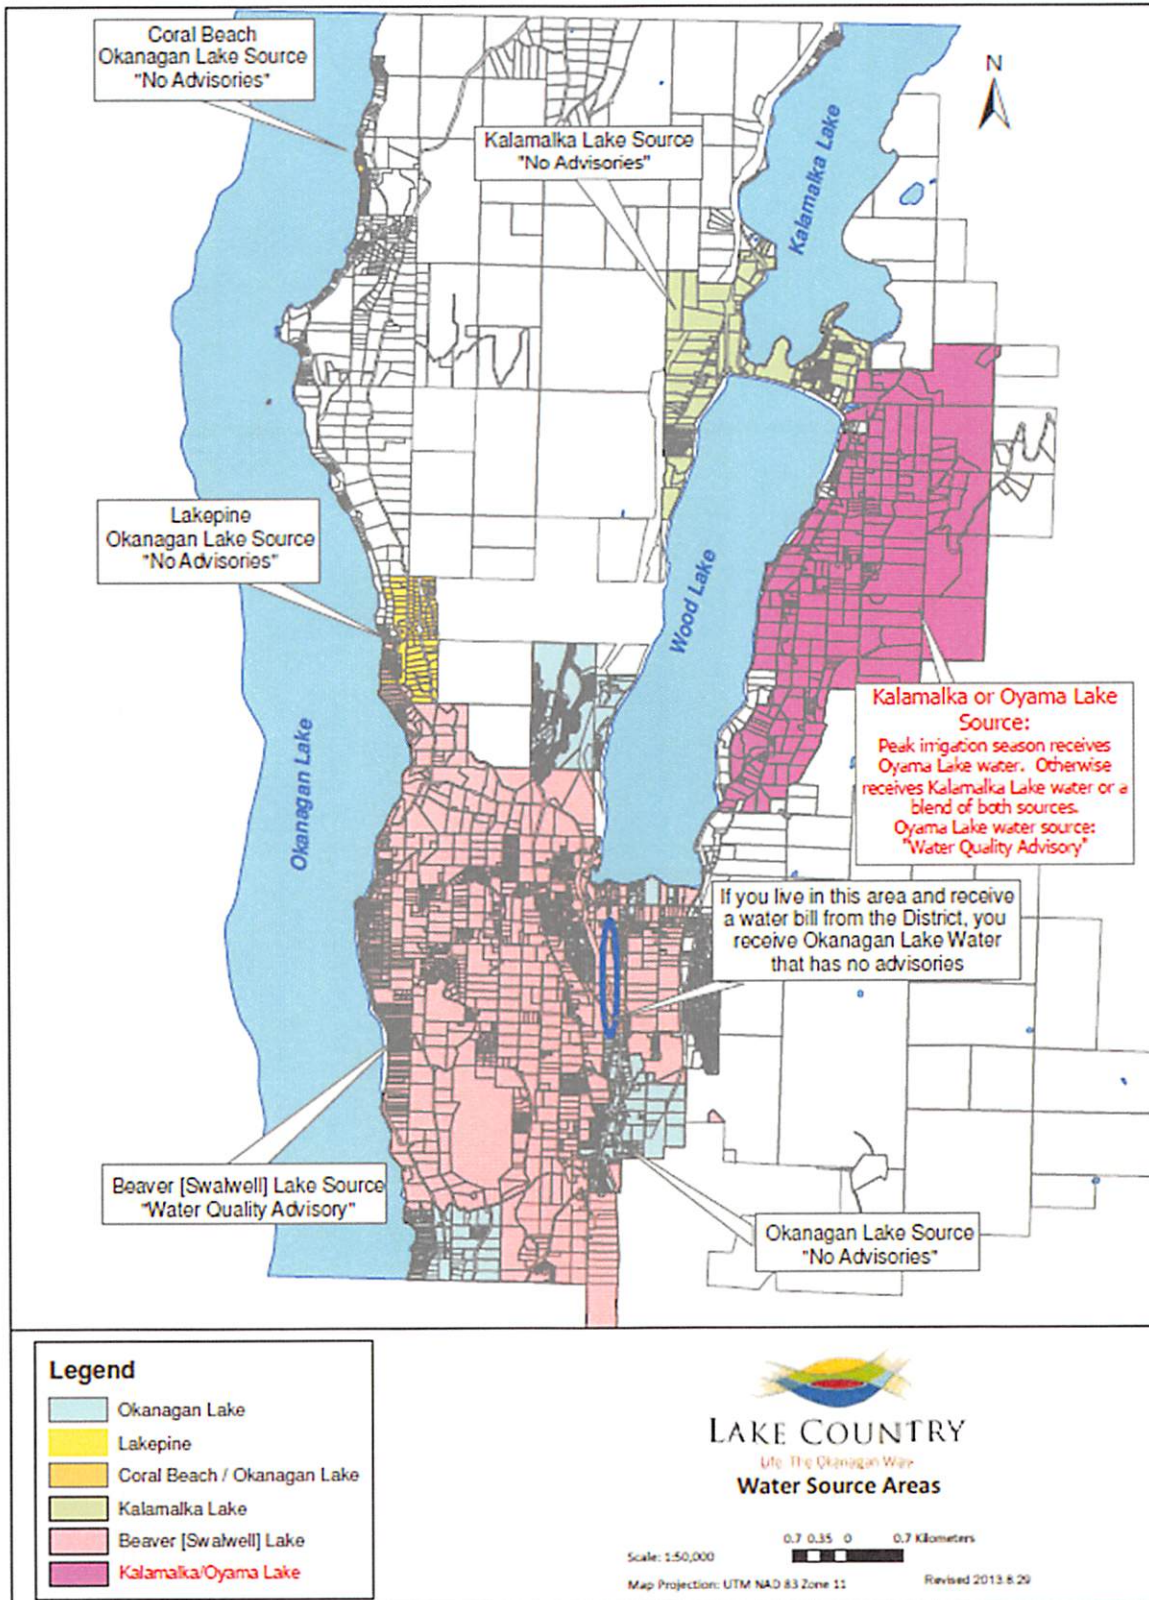 Coral Beach
Okanagan Lake Source
"No Advisories"
N
Kalamalka Lake Source
"No Advisories"
Kalamalka Lake
Lakepine
Okanagan Lake Source
"No Advisories"
Wood Lake
Okanagan Lake
Kalamalka or Oyama Lake
Source:
Peak irrigation season receives
Oyama Lake water. Otherwise
receives Kalamalka Lake water or a
blend of both sources.
Oyama Lake water source:
"Water Quality Advisory"
If you live in this area and receive
a water bill from the District, you
receive Okanagan Lake Water
that has no advisories
Beaver [Swalwell] Lake Source
"Water Quality Advisory"
Okanagan Lake Source
"No Advisories"
Legend
Okanagan Lake
Lakepine
Coral Beach / Okanagan Lake
Kalamalka Lake
Beaver [Swalwell] Lake
Kalamalka/Oyama Lake
LAKE COUNTRY
Life. The Okanagan Way.
Water Source Areas
0.7 0.35 0 0.7 Kilometers
Scale: 1:50,000
Map Projection: UTM NAD 83 Zone 11
Revised 2013.8.29